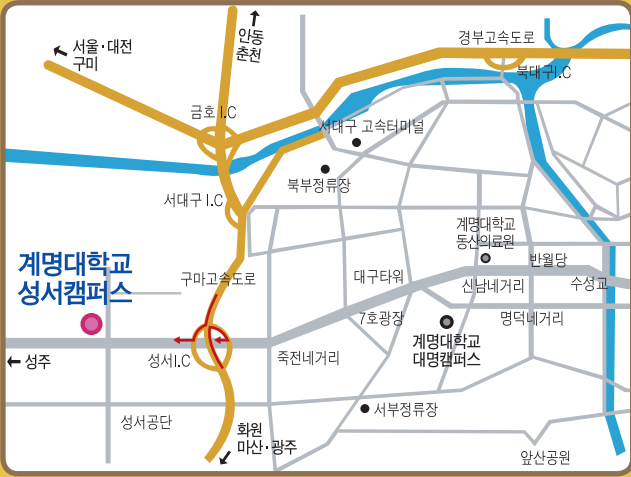 안동
춘천
서울·대전
구미
경부고속도로
북대구I.C
금호 I.C
서대구 고속터미널
북부정류장
서대구 I.C
계명대학교
동산의료원
반월당
계명대학교
성서캠퍼스
구마고속도로
대구타워
신남네거리
수성교
7호광장
명덕네거리
성주
성서I.C
죽전네거리
계명대학교
대명캠퍼스
성서공단
서부정류장
화원
마산·광주
앞산공원